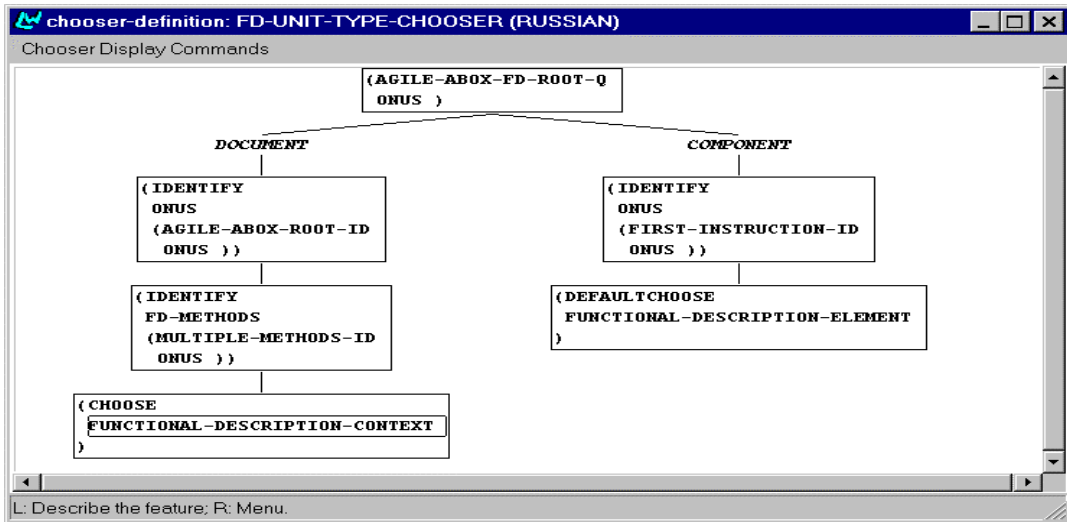 chooser-definition: FD-UNIT-TYPE-CHOOSER (RUSSIAN)
Chooser Display Commands
(AGILE-ABOX-FD-ROOT-Q
ONUS )
DOCUMENT
COMPONENT
(IDENTIFY
ONUS
(AGILE-ABOX-ROOT-ID
ONUS ))
(IDENTIFY
ONUS
(FIRST-INSTRUCTION-ID
ONUS ))
(IDENTIFY
FD-METHODS
(MULTIPLE-METHODS-ID
ONUS ))
(DEFAULTCHOOSE
FUNCTIONAL-DESCRIPTION-ELEMENT
)
(CHOOSE
FUNCTIONAL-DESCRIPTION-CONTEXT
)
L: Describe the feature; R: Menu.